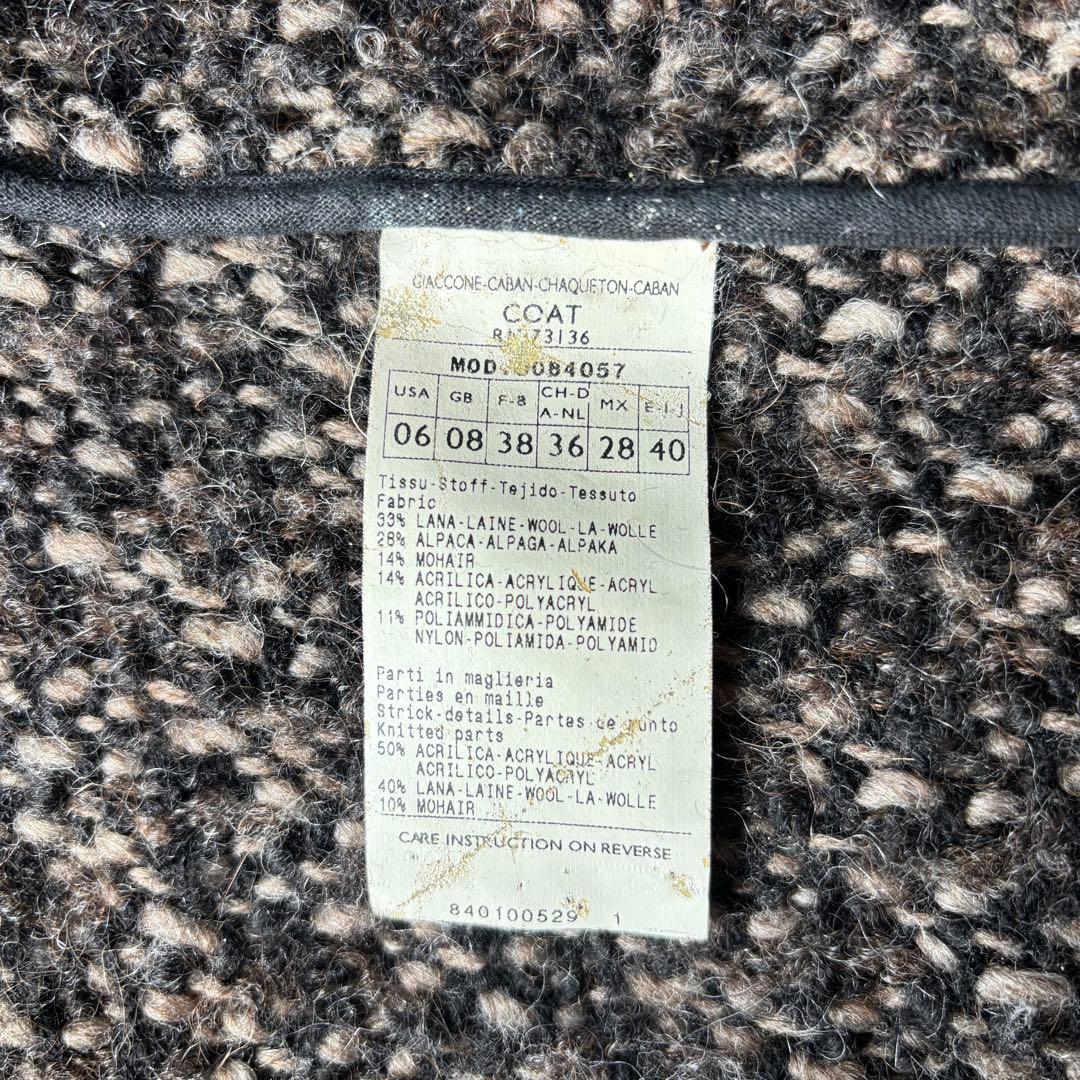 GIACCONE-CABAN-CHAQUETON-CABAN
COAT
MOD.
USA GB F-B CH-D A-NL MX E-I-J
06 08 38 36 28 40
Tissu-Stoff-Tejido-Tessuto
Fabric
33% LANA-LAINE-WOOL-LA-WOLLE
28% ALPACA-ALPAGA-ALPAKA
14% MOHAIR
14% ACRILICA-ACRYLIQUE-ACRYL
ACRILICO-POLYACRYL
11% POLIAMMIDICA-POLYAMIDE
NYLON-POLIAMIDA-POLYAMID
Parti in maglieria
Parties en maille
Strick-details-Partes de punto
Knitted parts
50% ACRILICA-ACRYLIQUE-ACRYL
ACRILICO-POLYACRYL
40% LANA-LAINE-WOOL-LA-WOLLE
10% MOHAIR
CARE INSTRUCTION ON REVERSE
840100529 1